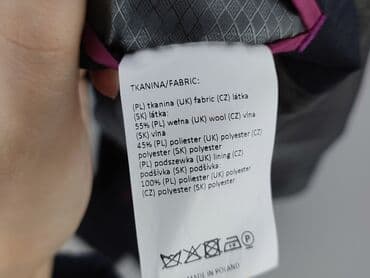 TKANINA/FABRIC:
(PL) tkanina (UK) fabric (CZ) látka
(SK) látka:
55% (PL) wełna (UK) wool (CZ) vlna
(SK) vlna
45% (PL) poliester (UK) polyester (CZ)
polyester (SK) polyester
(PL) podszewka (UK) lining (CZ)
podšívka (SK) podšívka:
100% (PL) poliester (UK) polyester
(CZ) polyester (SK) polyester
P
MADE IN POLAND